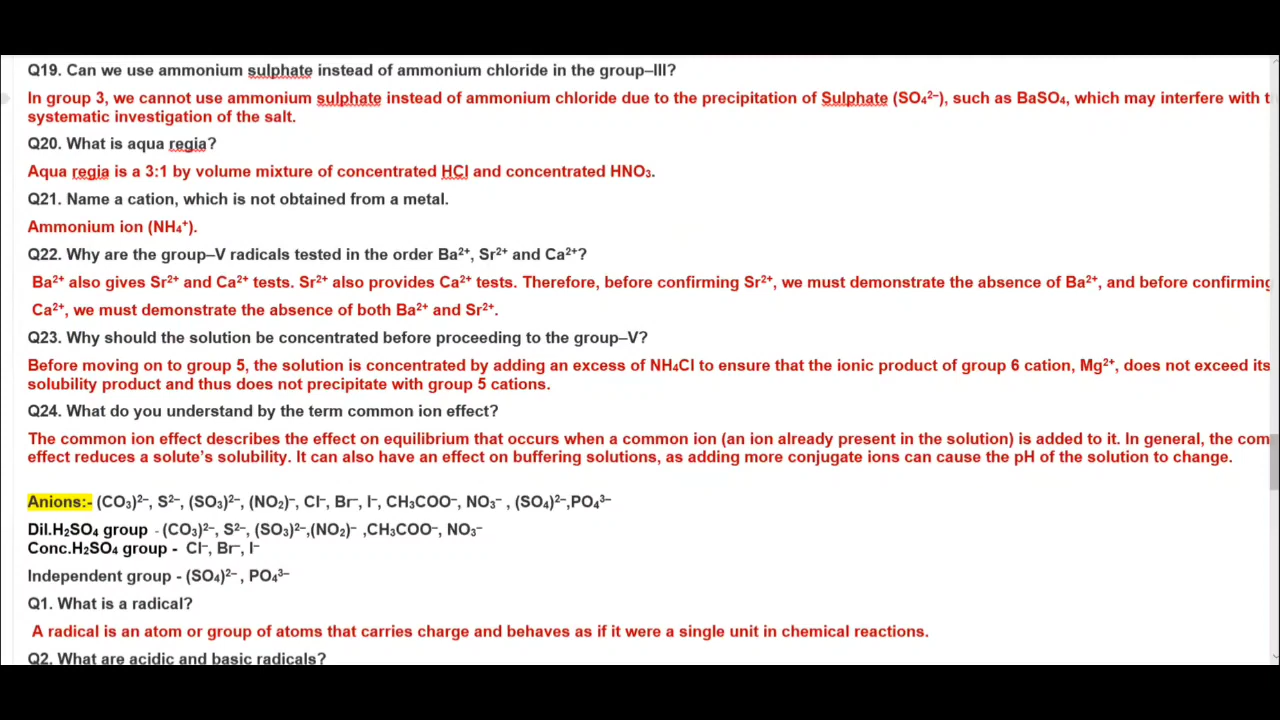 Q19. Can we use ammonium sulphate instead of ammonium chloride in the group–III?
In group 3, we cannot use ammonium sulphate instead of ammonium chloride due to the precipitation of Sulphate (SO₄²⁻), such as BaSO₄, which may interfere with t
systematic investigation of the salt.
Q20. What is aqua regia?
Aqua regia is a 3:1 by volume mixture of concentrated HCl and concentrated HNO₃.
Q21. Name a cation, which is not obtained from a metal.
Ammonium ion (NH₄⁺).
Q22. Why are the group–V radicals tested in the order Ba²⁺, Sr²⁺ and Ca²⁺?
Ba²⁺ also gives Sr²⁺ and Ca²⁺ tests. Sr²⁺ also provides Ca²⁺ tests. Therefore, before confirming Sr²⁺, we must demonstrate the absence of Ba²⁺, and before confirming
Ca²⁺, we must demonstrate the absence of both Ba²⁺ and Sr²⁺.
Q23. Why should the solution be concentrated before proceeding to the group–V?
Before moving on to group 5, the solution is concentrated by adding an excess of NH₄Cl to ensure that the ionic product of group 6 cation, Mg²⁺, does not exceed its
solubility product and thus does not precipitate with group 5 cations.
Q24. What do you understand by the term common ion effect?
The common ion effect describes the effect on equilibrium that occurs when a common ion (an ion already present in the solution) is added to it. In general, the com
effect reduces a solute's solubility. It can also have an effect on buffering solutions, as adding more conjugate ions can cause the pH of the solution to change.
Anions:- (CO₃)²⁻, S²⁻, (SO₃)²⁻, (NO₂)⁻, Cl⁻, Br⁻, I⁻, CH₃COO⁻, NO₃⁻ , (SO₄)²⁻,PO₄³⁻
Dil.H₂SO₄ group - (CO₃)²⁻, S²⁻, (SO₃)²⁻,(NO₂)⁻ ,CH₃COO⁻, NO₃⁻
Conc.H₂SO₄ group - Cl⁻, Br⁻, I⁻
Independent group - (SO₄)²⁻ , PO₄³⁻
Q1. What is a radical?
A radical is an atom or group of atoms that carries charge and behaves as if it were a single unit in chemical reactions.
Q2. What are acidic and basic radicals?